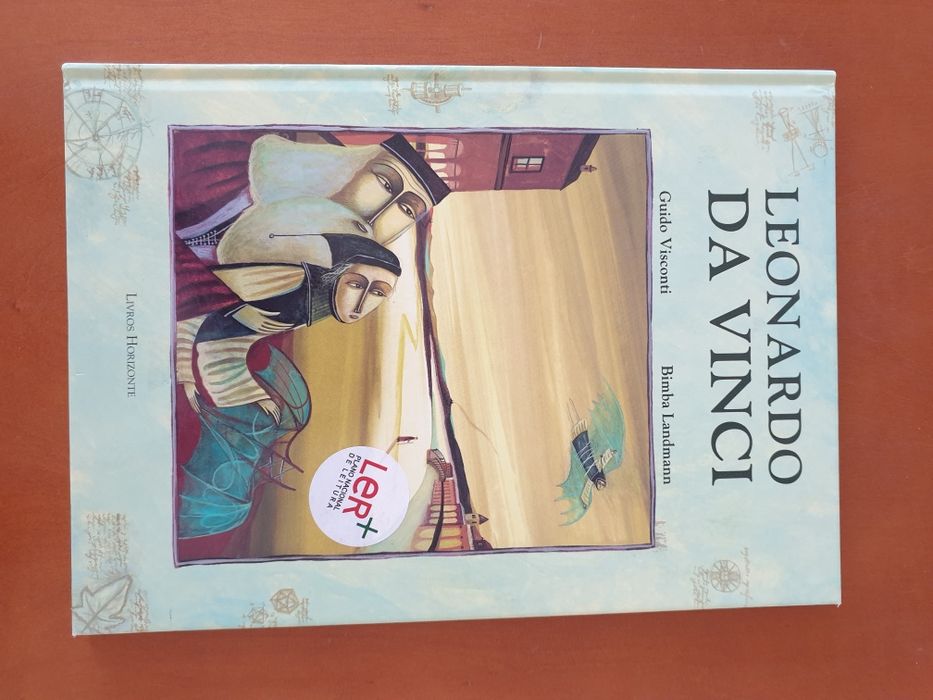 LEONARDO
DA VINCI
Guido Visconti
Bimba Landmann
LeR+
PLANO NACIONAL
DE LEITURA
LIVROS HORIZONTE